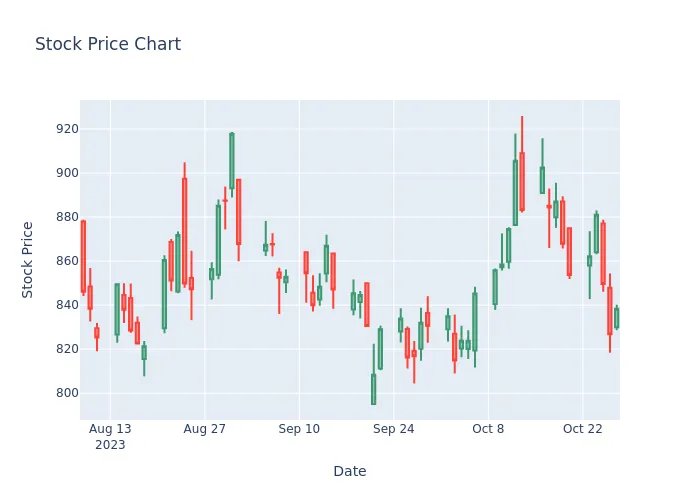 Stock Price Chart
Stock Price
920
900
880
860
840
820
800
Aug 13
2023
Aug 27
Sep 10
Sep 24
Oct 8
Oct 22
Date